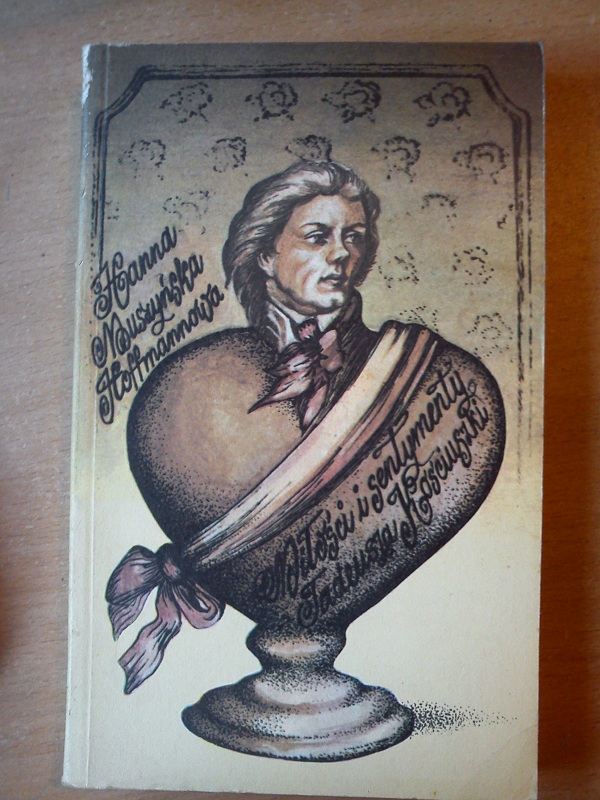 Hanna
Muszyńska
Hoffmannowa
Miłości i sentymenty
Tadeusza Kościuszki